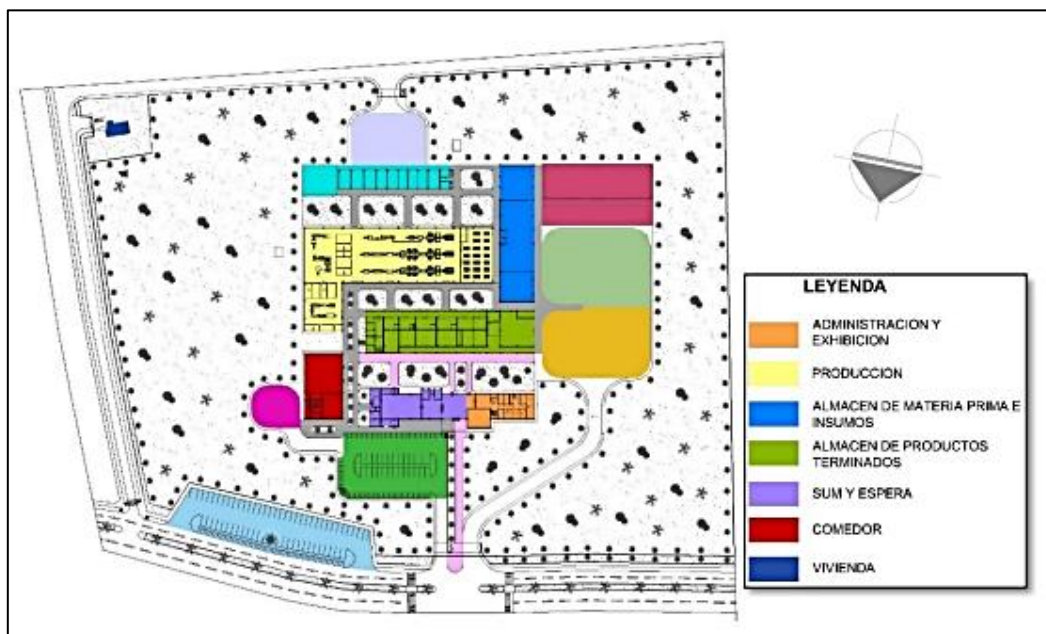 LEYENDA
ADMINISTRACION Y
EXHIBICION
PRODUCCION
ALMACEN DE MATERIA PRIMA E
INSUMOS
ALMACEN DE PRODUCTOS
TERMINADOS
SUM Y ESPERA
COMEDOR
VIVIENDA